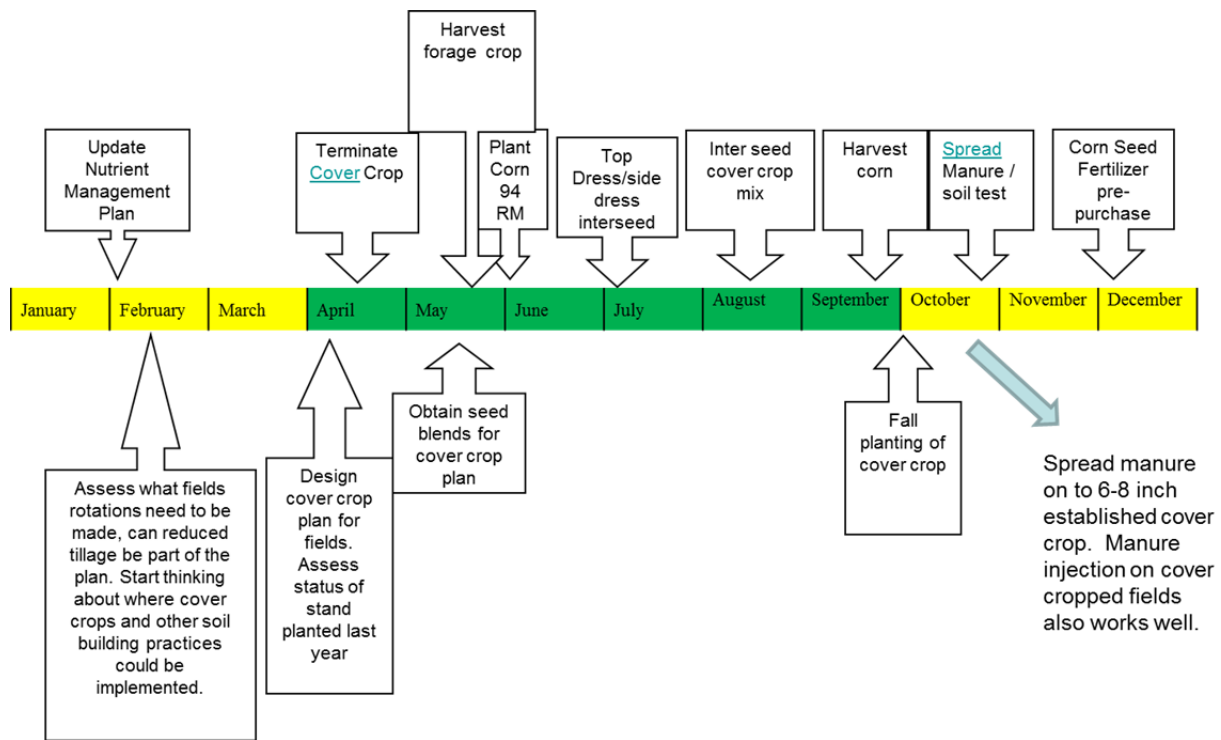 Harvest
forage crop
Update
Nutrient
Management
Plan
Terminate
Cover Crop
Plant
Corn
94
RM
Top
Dress/side
dress
interseed
Inter seed
cover crop
mix
Harvest
corn
Spread
Manure /
soil test
Corn Seed
Fertilizer
pre-
purchase
January
February
March
April
May
June
July
August
September
October
November
December
Assess what fields
rotations need to be
made, can reduced
tillage be part of the
plan. Start thinking
about where cover
crops and other soil
building practices
could be
implemented.
Design
cover crop
plan for
fields.
Assess
status of
stand
planted last
year
Obtain seed
blends for
cover crop
plan
Fall
planting of
cover crop
Spread manure
on to 6-8 inch
established cover
crop.  Manure
injection on cover
cropped fields
also works well.